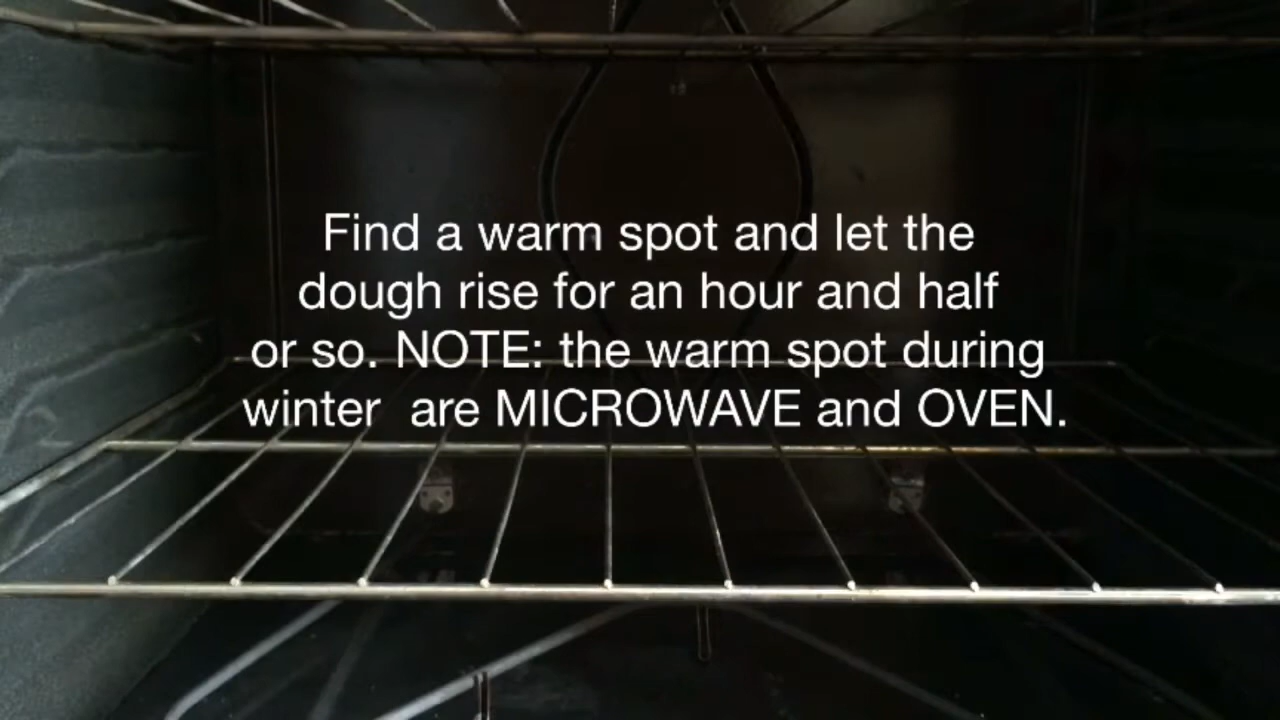 Find a warm spot and let the
dough rise for an hour and half
or so. NOTE: the warm spot during
winter  are MICROWAVE and OVEN.